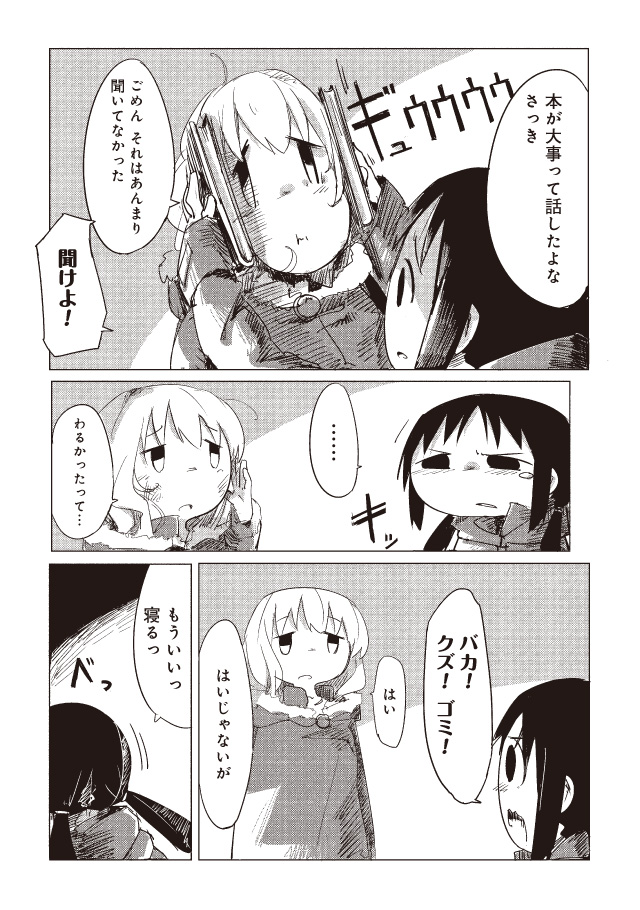 本が大事って話したよな
さっき
ギュウウウウ
ごめん それはあんまり
聞いてなかった
聞けよ!
……
キッ
わるかったって…
バカ!
クズ! ゴミ!
はい
はいじゃないが
もういいっ
寝るっ
べっ